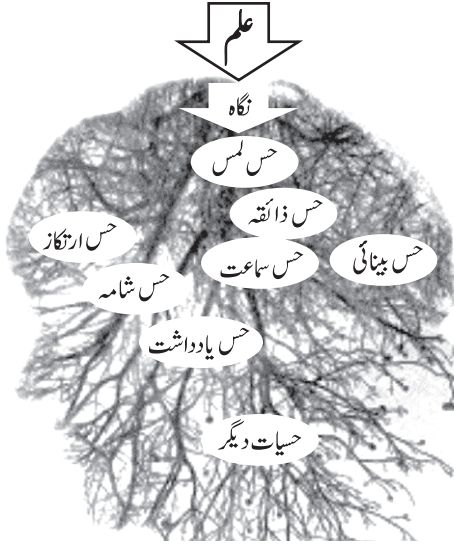 علم
نگاہ
حس لمس
حس ذائقہ
حس ارتکاز
حس سماعت
حس بینائی
حس شامہ
حس یادداشت
حسیات دیگر